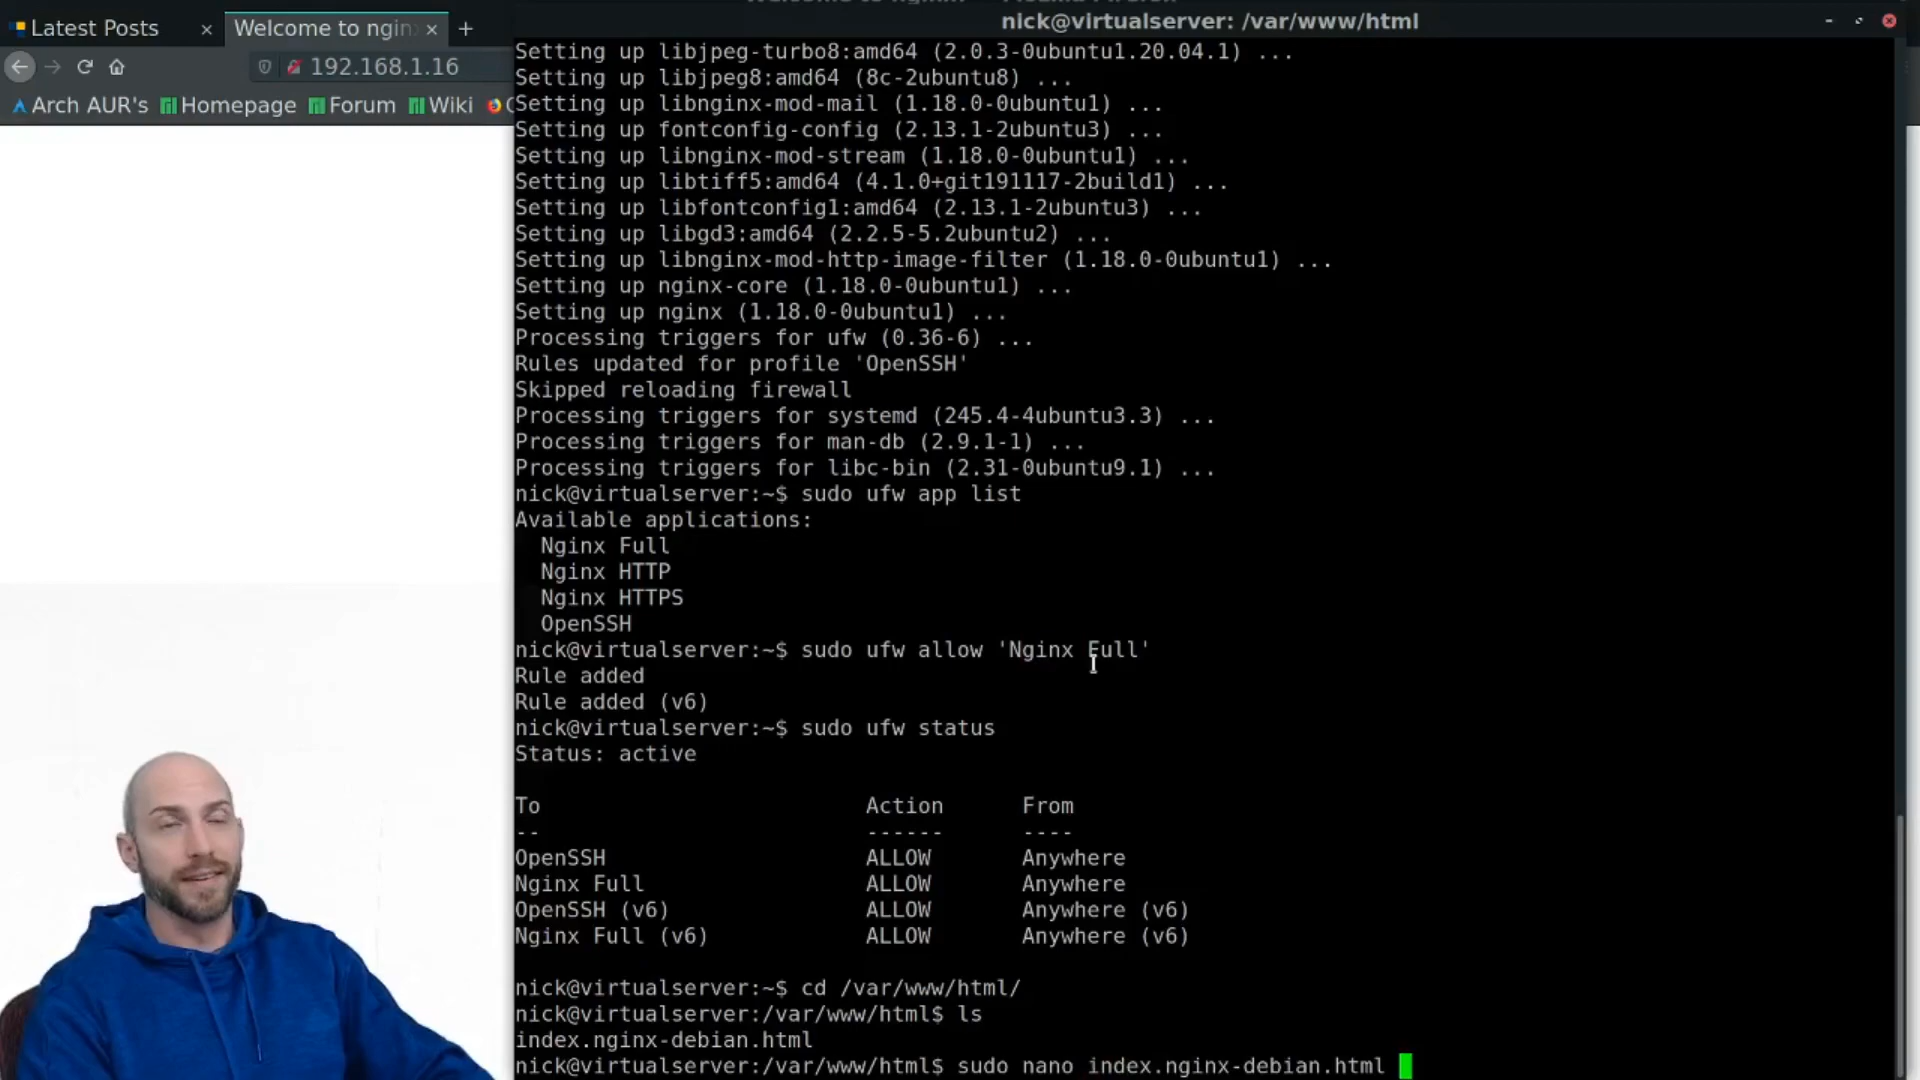 Latest Posts
Welcome to ngin
nick@virtualserver: /var/www/html
192.168.1.16
Arch AUR's
Homepage
Forum
Wiki
Setting up libjpeg-turbo8:amd64 (2.0.3-0ubuntu1.20.04.1) ...
Setting up libjpeg8:amd64 (8c-2ubuntu8) ...
Setting up libnginx-mod-mail (1.18.0-0ubuntu1) ...
Setting up fontconfig-config (2.13.1-2ubuntu3) ...
Setting up libnginx-mod-stream (1.18.0-0ubuntu1) ...
Setting up libtiff5:amd64 (4.1.0+git191117-2build1) ...
Setting up libfontconfig1:amd64 (2.13.1-2ubuntu3) ...
Setting up libgd3:amd64 (2.2.5-5.2ubuntu2) ...
Setting up libnginx-mod-http-image-filter (1.18.0-0ubuntu1) ...
Setting up nginx-core (1.18.0-0ubuntu1) ...
Setting up nginx (1.18.0-0ubuntu1) ...
Processing triggers for ufw (0.36-6) ...
Rules updated for profile 'OpenSSH'
Skipped reloading firewall
Processing triggers for systemd (245.4-4ubuntu3.3) ...
Processing triggers for man-db (2.9.1-1) ...
Processing triggers for libc-bin (2.31-0ubuntu9.1) ...
nick@virtualserver:~$ sudo ufw app list
Available applications:
  Nginx Full
  Nginx HTTP
  Nginx HTTPS
  OpenSSH
nick@virtualserver:~$ sudo ufw allow 'Nginx Full'
Rule added
Rule added (v6)
nick@virtualserver:~$ sudo ufw status
Status: active
To                         Action      From
--                         ------      ----
OpenSSH                    ALLOW       Anywhere
Nginx Full                 ALLOW       Anywhere
OpenSSH (v6)               ALLOW       Anywhere (v6)
Nginx Full (v6)            ALLOW       Anywhere (v6)
nick@virtualserver:~$ cd /var/www/html/
nick@virtualserver:/var/www/html$ ls
index.nginx-debian.html
nick@virtualserver:/var/www/html$ sudo nano index.nginx-debian.html